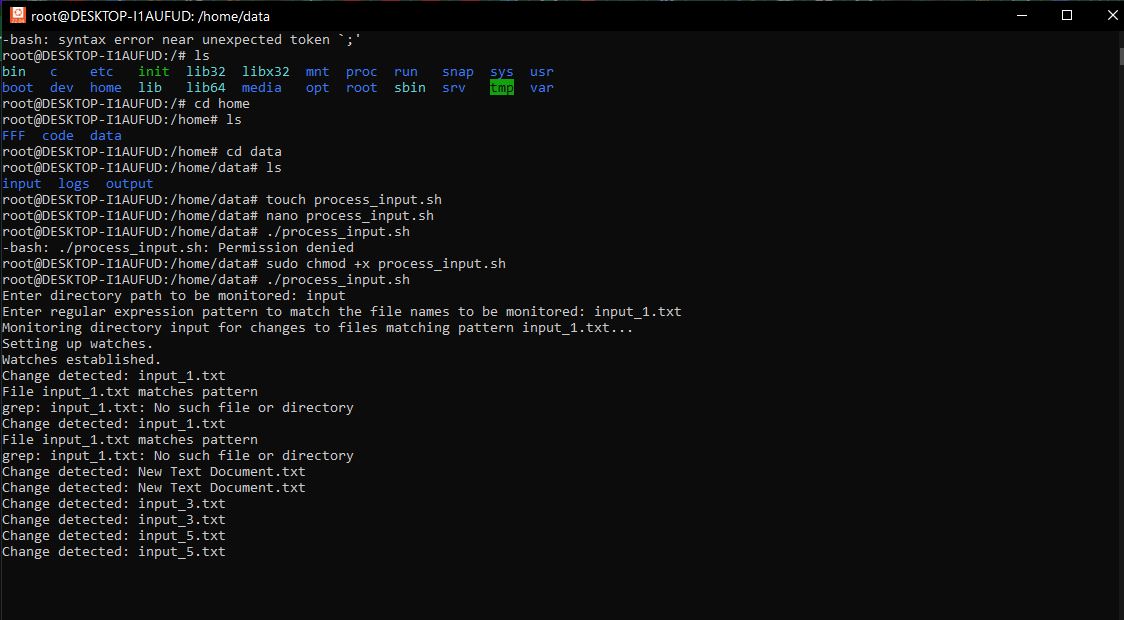 root@DESKTOP-I1AUFUD: /home/data
-bash: syntax error near unexpected token `;'
root@DESKTOP-I1AUFUD:/# ls
bin   c    etc   init  lib32  libx32  mnt  proc  run   snap  sys  usr
boot  dev  home  lib   lib64  media   opt  root  sbin  srv   tmp  var
root@DESKTOP-I1AUFUD:/# cd home
root@DESKTOP-I1AUFUD:/home# ls
FFF  code  data
root@DESKTOP-I1AUFUD:/home# cd data
root@DESKTOP-I1AUFUD:/home/data# ls
input  logs  output
root@DESKTOP-I1AUFUD:/home/data# touch process_input.sh
root@DESKTOP-I1AUFUD:/home/data# nano process_input.sh
root@DESKTOP-I1AUFUD:/home/data# ./process_input.sh
-bash: ./process_input.sh: Permission denied
root@DESKTOP-I1AUFUD:/home/data# sudo chmod +x process_input.sh
root@DESKTOP-I1AUFUD:/home/data# ./process_input.sh
Enter directory path to be monitored: input
Enter regular expression pattern to match the file names to be monitored: input_1.txt
Monitoring directory input for changes to files matching pattern input_1.txt...
Setting up watches.
Watches established.
Change detected: input_1.txt
File input_1.txt matches pattern
grep: input_1.txt: No such file or directory
Change detected: input_1.txt
File input_1.txt matches pattern
grep: input_1.txt: No such file or directory
Change detected: New Text Document.txt
Change detected: New Text Document.txt
Change detected: input_3.txt
Change detected: input_3.txt
Change detected: input_5.txt
Change detected: input_5.txt